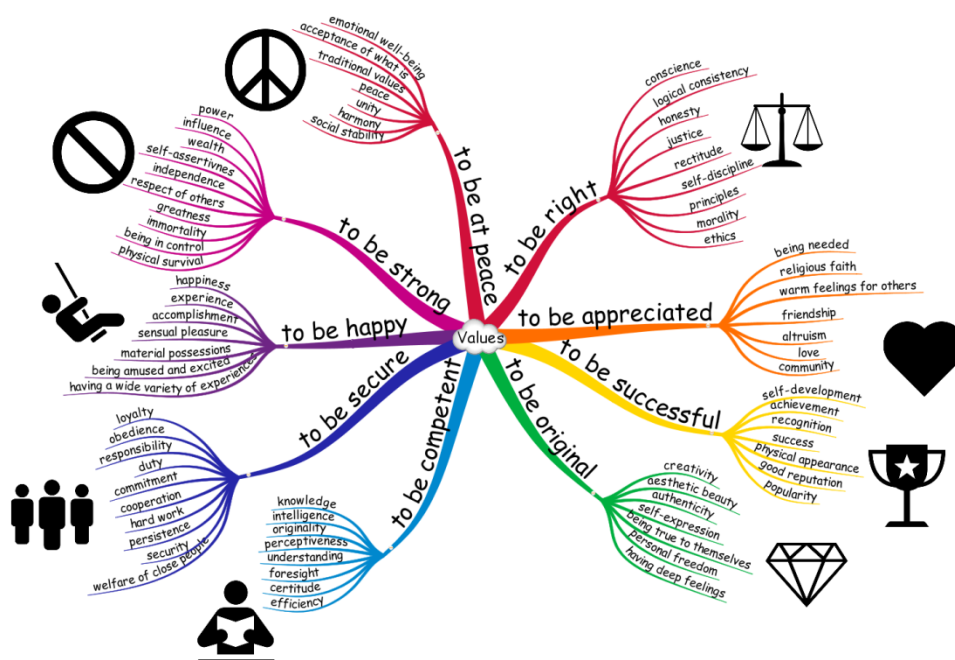 Values
to be at peace
emotional well-being
acceptance of what is
traditional values
peace
unity
harmony
social stability
to be right
conscience
logical consistency
honesty
justice
rectitude
self-discipline
principles
morality
ethics
to be appreciated
being needed
religious faith
warm feelings for others
friendship
altruism
love
community
to be successful
self-development
achievement
recognition
success
physical appearance
good reputation
popularity
to be original
creativity
aesthetic beauty
authenticity
self-expression
being true to themselves
personal freedom
having deep feelings
to be competent
knowledge
intelligence
originality
perceptiveness
understanding
foresight
certitude
efficiency
to be secure
loyalty
obedience
responsibility
duty
commitment
cooperation
hard work
persistence
security
welfare of close people
to be happy
happiness
experience
accomplishment
sensual pleasure
material possessions
being amused and excited
having a wide variety of experiences
to be strong
power
influence
wealth
self-assertivnes
independence
respect of others
greatness
immortality
being in control
physical survival